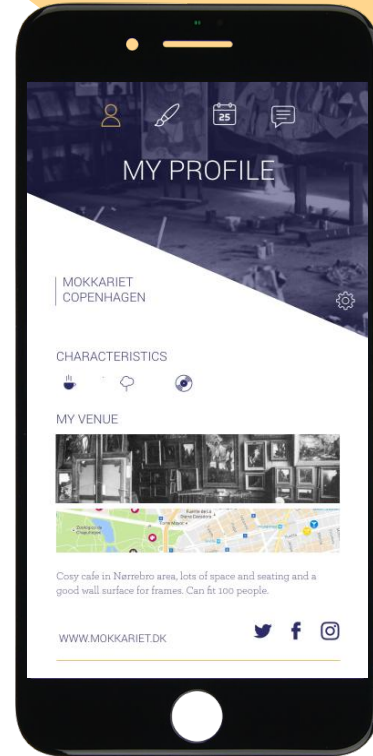 25
MY PROFILE
MOKKARIET
COPENHAGEN
CHARACTERISTICS
MY VENUE
Cosy cafe in Nørrebro area, lots of space and seating and a
good wall surface for frames. Can fit 100 people.
WWW.MOKKARIET.DK